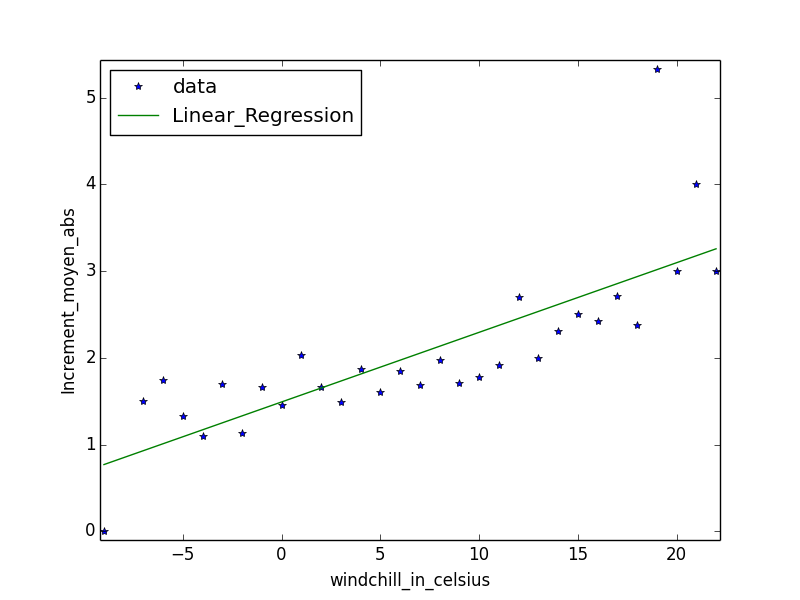 data
Linear_Regression
5
4
3
2
1
0
Increment_moyen_abs
−5 0 5 10 15 20
windchill_in_celsius